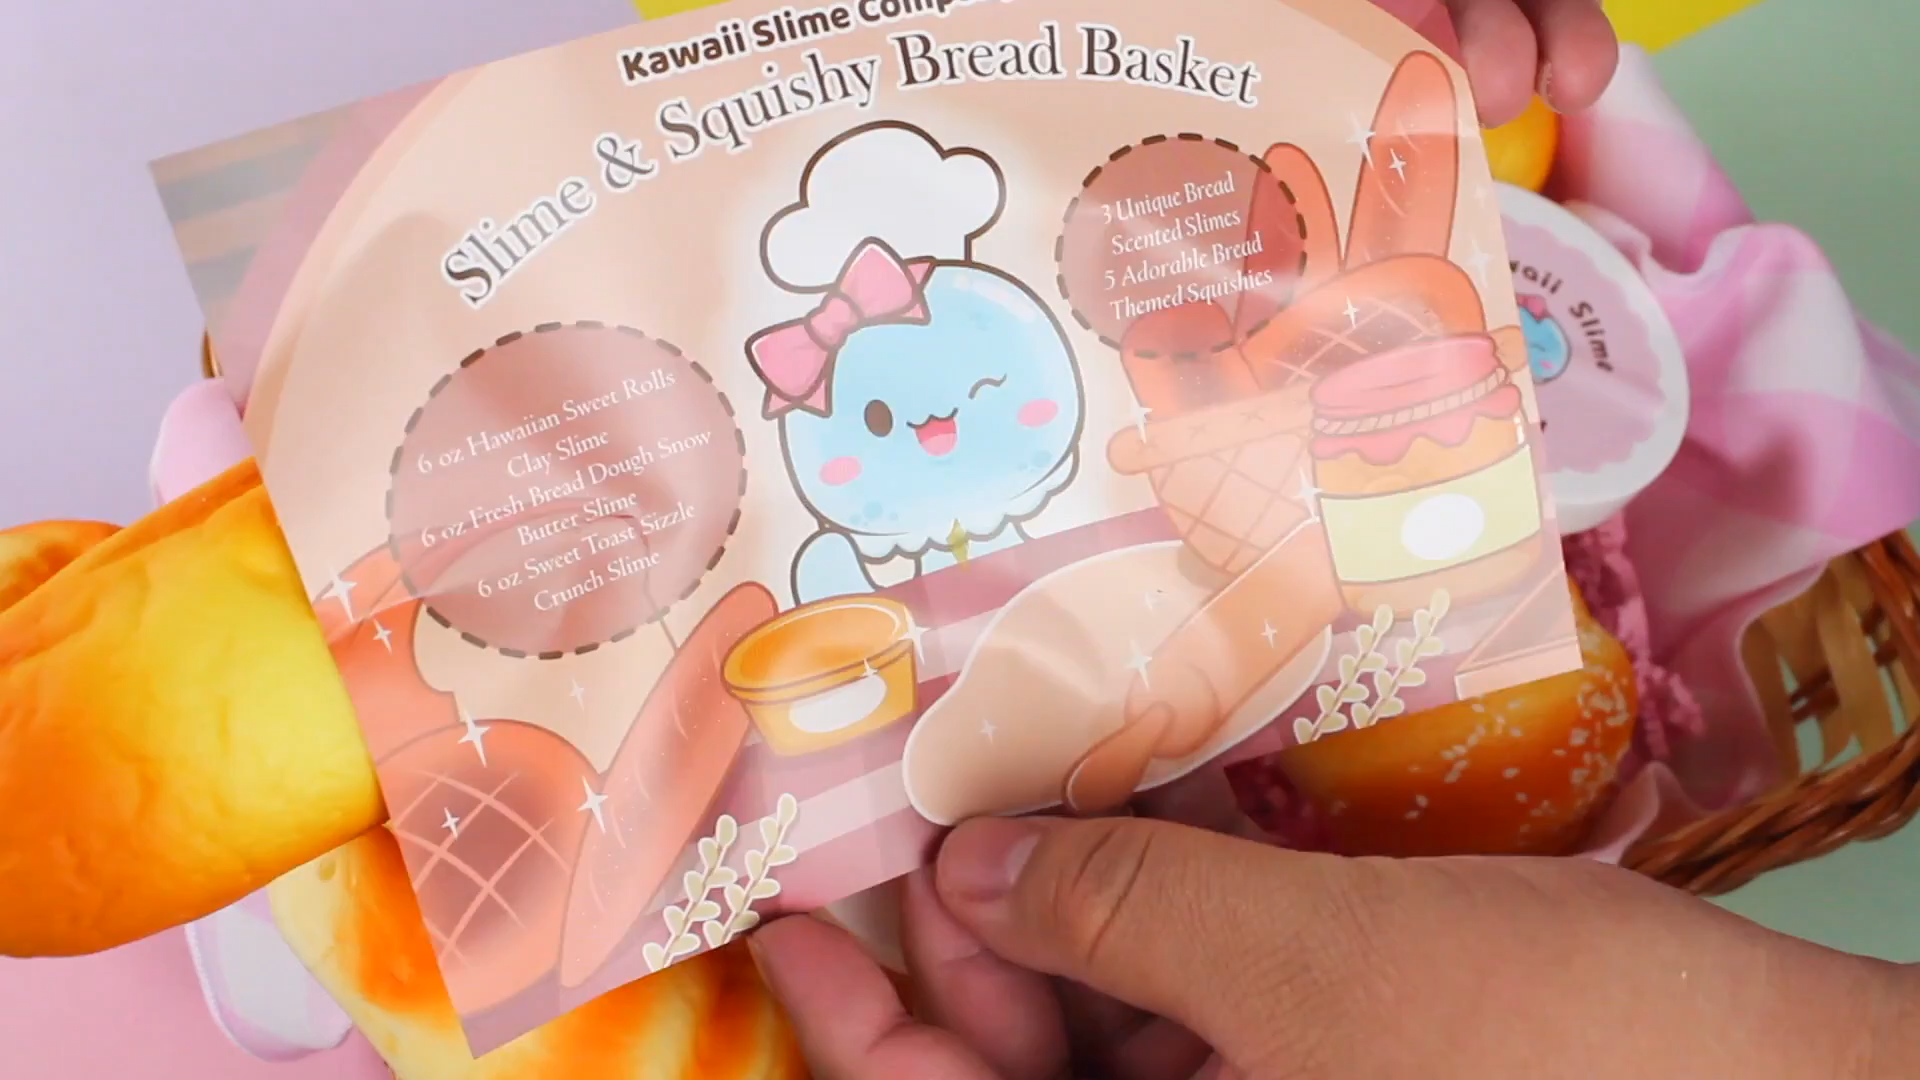 Kawaii Slime Company
Slime & Squishy Bread Basket
3 Unique Bread
Scented Slimes
5 Adorable Bread
Themed Squishies
6 oz Hawaiian Sweet Rolls
Clay Slime
6 oz Fresh Bread Dough Snow
Butter Slime
6 oz Sweet Toast Sizzle
Crunch Slime
Slime